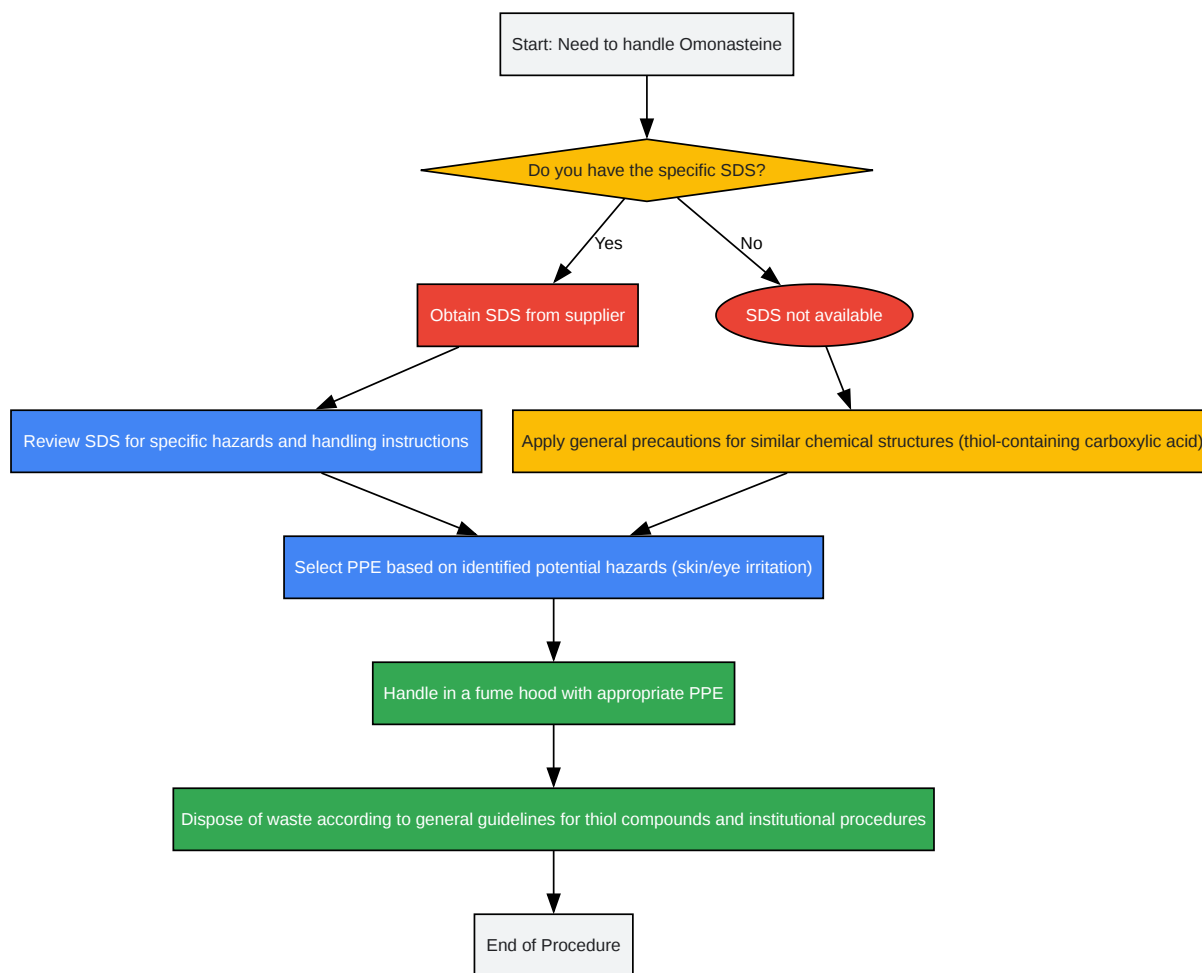 Start: Need to handle Omonasteine
Do you have the specific SDS?
Yes
No
Obtain SDS from supplier
SDS not available
Review SDS for specific hazards and handling instructions
Apply general precautions for similar chemical structures (thiol-containing carboxylic acid)
Select PPE based on identified potential hazards (skin/eye irritation)
Handle in a fume hood with appropriate PPE
Dispose of waste according to general guidelines for thiol compounds and institutional procedures
End of Procedure